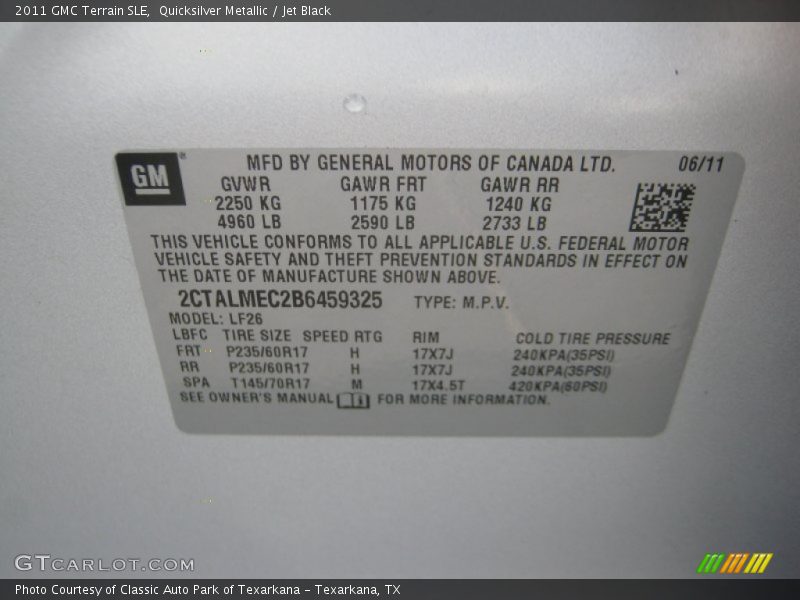 2011 GMC Terrain SLE, Quicksilver Metallic / Jet Black
GM
MFD BY GENERAL MOTORS OF CANADA LTD. 06/11
GVWR GAWR FRT GAWR RR
2250 KG 1175 KG 1240 KG
4960 LB 2590 LB 2733 LB
THIS VEHICLE CONFORMS TO ALL APPLICABLE U.S. FEDERAL MOTOR
VEHICLE SAFETY AND THEFT PREVENTION STANDARDS IN EFFECT ON
THE DATE OF MANUFACTURE SHOWN ABOVE.
2CTALMEC2B6459325 TYPE: M.P.V.
MODEL: LF26
LBFC TIRE SIZE SPEED RTG RIM COLD TIRE PRESSURE
FRT P235/60R17 H 17X7J 240KPA(35PSI)
RR P235/60R17 H 17X7J 240KPA(35PSI)
SPA T145/70R17 M 17X4.5T 420KPA(60PSI)
SEE OWNER'S MANUAL FOR MORE INFORMATION.
GTCARLOT.COM
Photo Courtesy of Classic Auto Park of Texarkana – Texarkana, TX